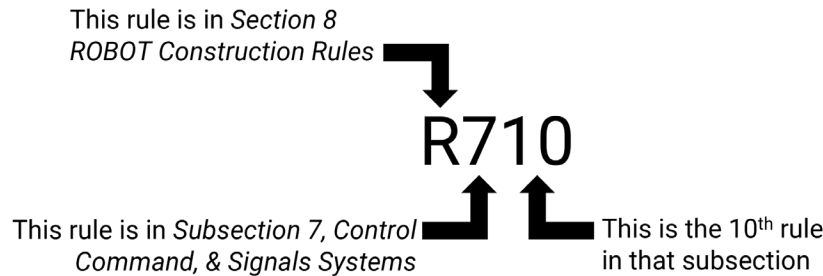 This rule is in Section 8
ROBOT Construction Rules
R710
This rule is in Subsection 7, Control
Command, & Signals Systems
This is the 10th rule
in that subsection